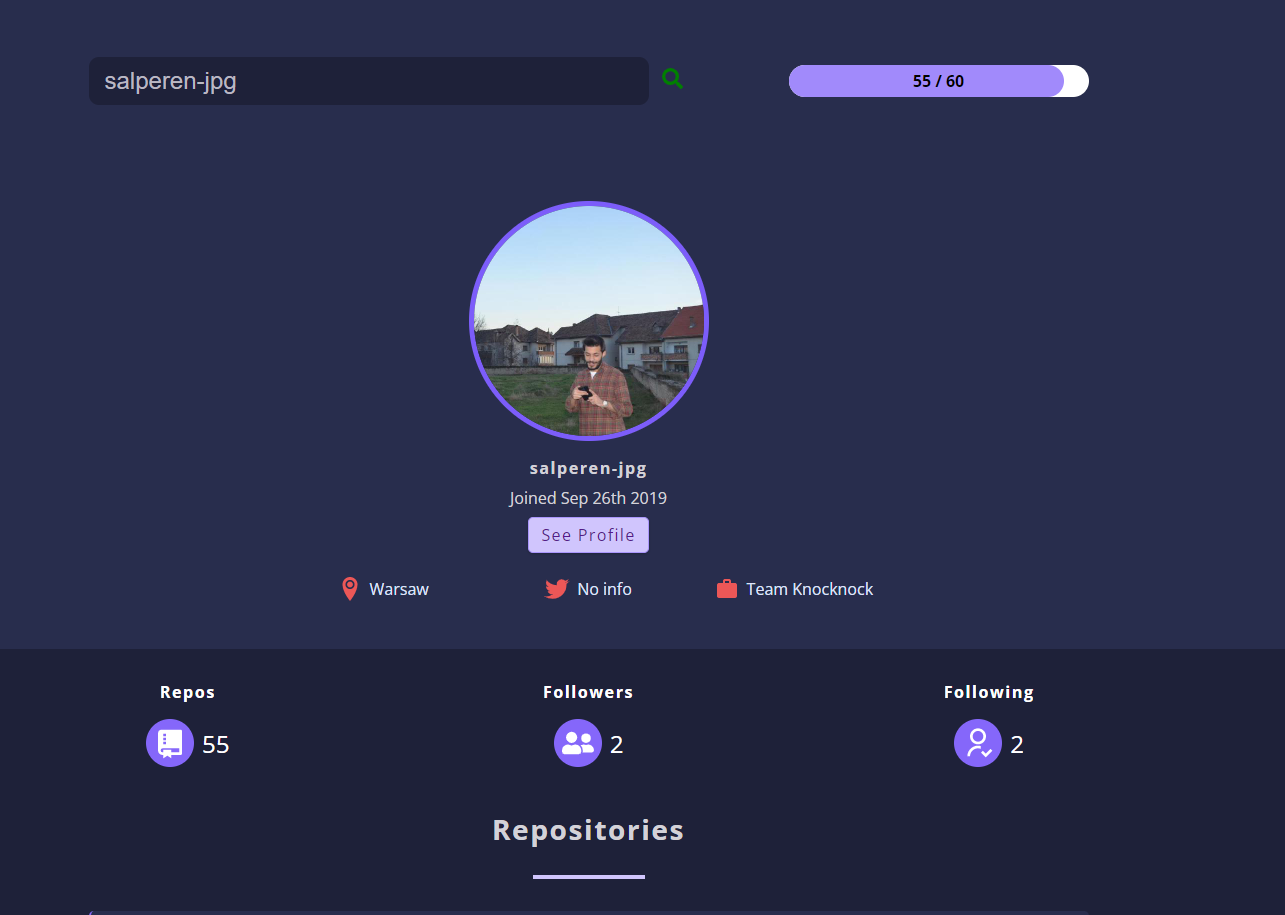 salperen-jpg
55 / 60
salperen-jpg
Joined Sep 26th 2019
See Profile
Warsaw
No info
Team Knocknock
Repos
Followers
Following
55
2
2
Repositories